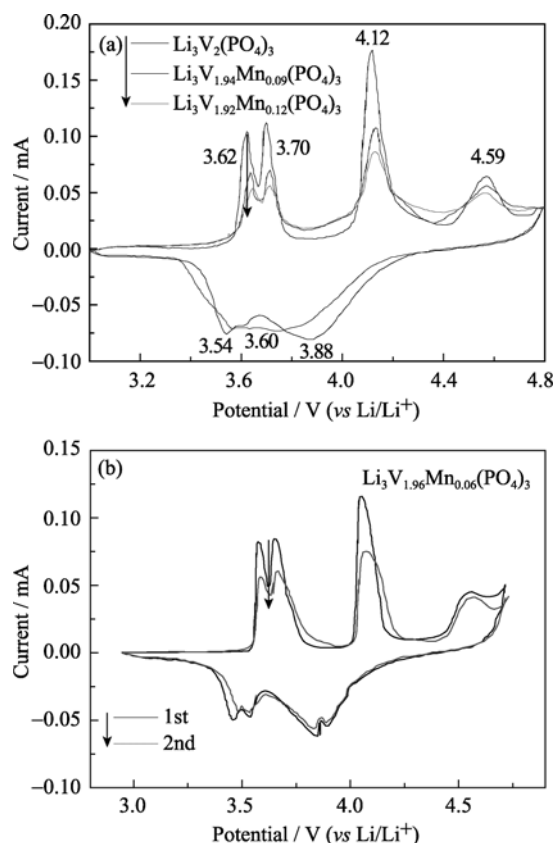 (a)
Li₃V₂(PO₄)₃
Li₃V₁.₉₄Mn₀.₀₉(PO₄)₃
Li₃V₁.₉₂Mn₀.₁₂(PO₄)₃
4.12
3.62
3.70
4.59
3.54
3.60
3.88
0.20
0.15
0.10
0.05
0.00
−0.05
−0.10
Current / mA
3.2 3.6 4.0 4.4 4.8
Potential / V (vs Li/Li⁺)
(b)
Li₃V₁.₉₆Mn₀.₀₆(PO₄)₃
1st
2nd
0.15
0.10
0.05
0.00
−0.05
−0.10
Current / mA
3.0 3.5 4.0 4.5
Potential / V (vs Li/Li⁺)